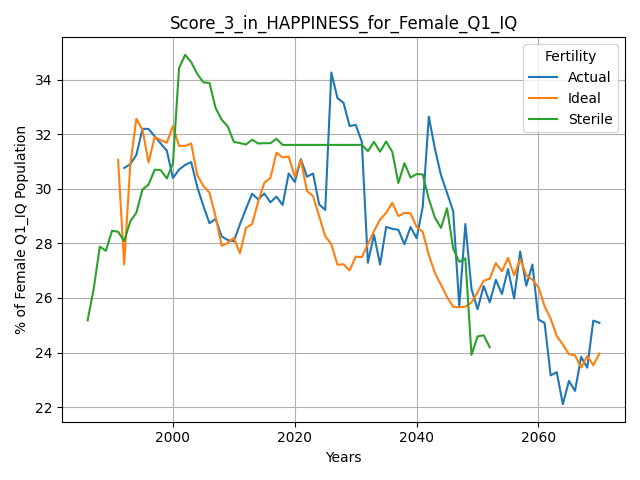 Score_3_in_HAPPINESS_for_Female_Q1_IQ
% of Female Q1_IQ Population
34
32
30
28
26
24
22
Fertility
Actual
Ideal
Sterile
2000
2020
2040
2060
Years